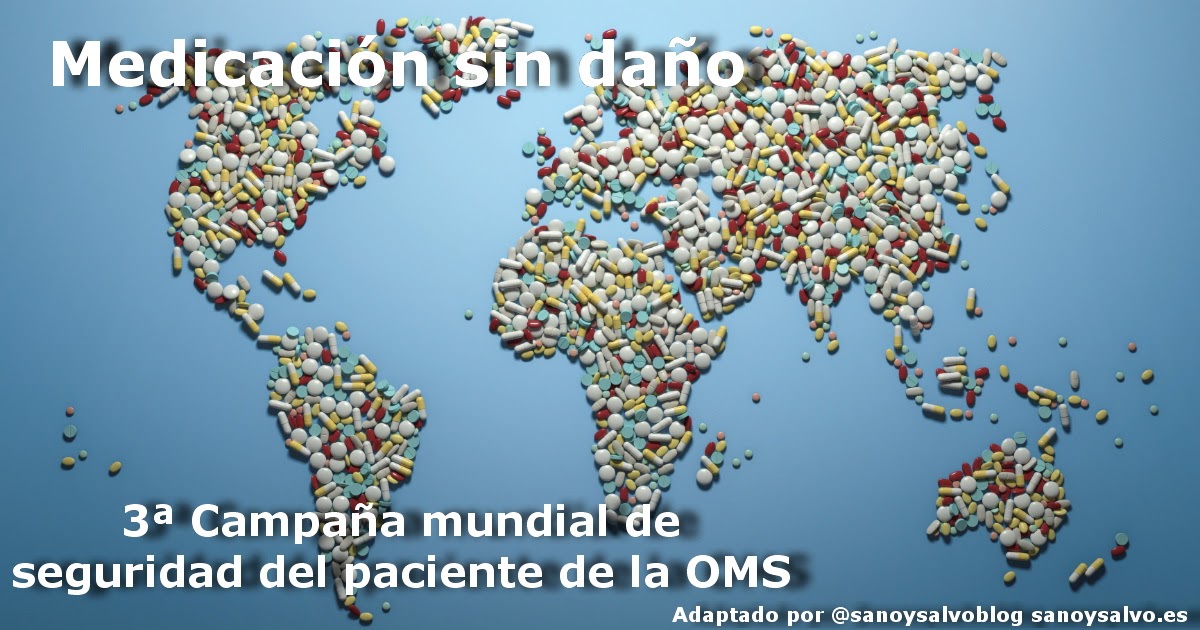 Medicación sin daño
3ª Campaña mundial de
seguridad del paciente de la OMS
Adaptado por @sanoysalvoblog sanoysalvo.es